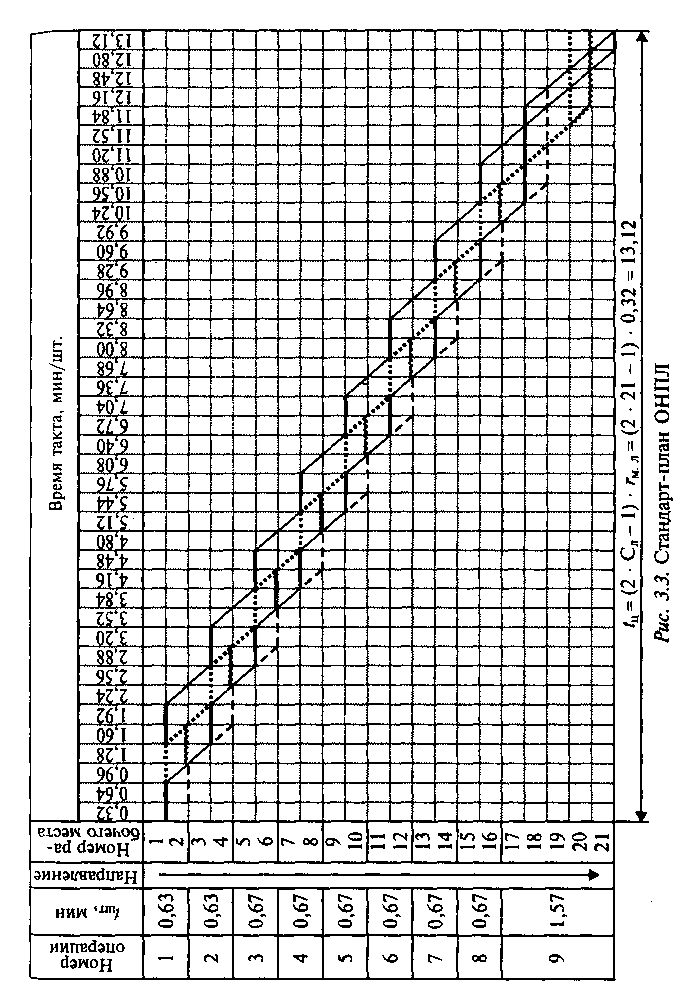 Номер
операции
tшт, мин
Направление
Номер ра-
бочего места
Время такта, мин/шт.
0,32 0,64 0,96 1,28 1,60 1,92 2,24 2,56 2,88 3,20 3,52 3,84 4,16 4,48 4,80 5,12 5,44 5,76 6,08 6,40 6,72 7,04 7,36 7,68 8,00 8,32 8,64 8,96 9,28 9,60 9,92 10,24 10,56 10,88 11,20 11,52 11,84 12,16 12,48 12,80 13,12
1 0,63 1
2
2 0,63 3
4
3 0,67 5
6
4 0,67 7
8
5 0,67 9
10
6 0,67 11
12
7 0,67 13
14
8 0,67 15
16
17
18
9 1,57 19
20
21
tц = (2 · Сл – 1) · rм.л = (2 · 21 – 1) · 0,32 = 13,12
Рис. 3.3. Стандарт-план ОНПЛ